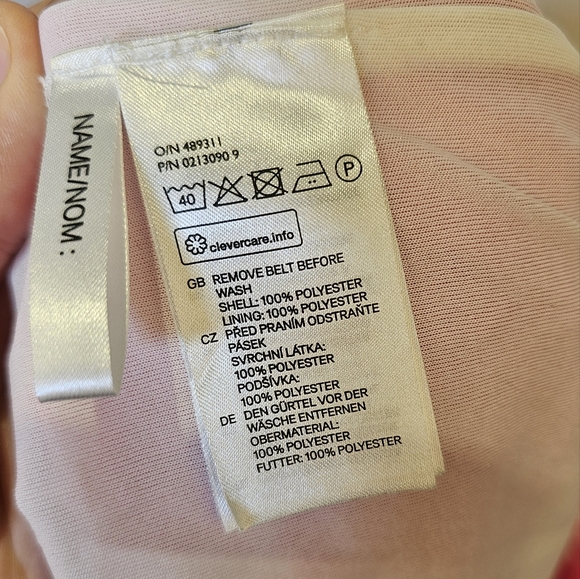 NAME/NOM :
O/N 489311
P/N 0213090 9
40
P
clevercare.info
GB REMOVE BELT BEFORE
WASH
SHELL: 100% POLYESTER
LINING: 100% POLYESTER
CZ PŘED PRANÍM ODSTRAŇTE
PÁSEK
SVRCHNÍ LÁTKA:
100% POLYESTER
PODŠÍVKA:
100% POLYESTER
DE DEN GÜRTEL VOR DER
WÄSCHE ENTFERNEN
OBERMATERIAL:
100% POLYESTER
FUTTER: 100% POLYESTER